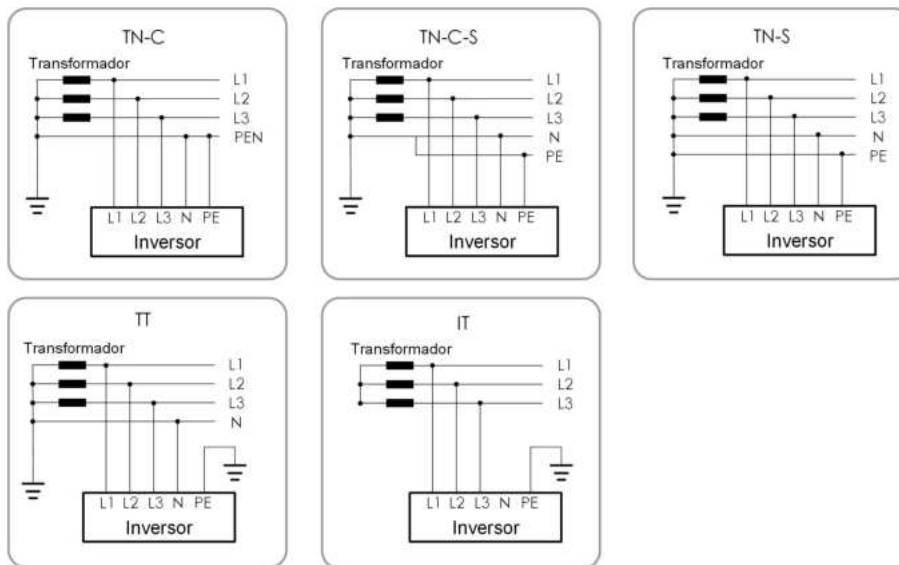 TN-C
Transformador
L1
L2
L3
PEN
L1 L2 L3 N PE
Inversor
TN-C-S
Transformador
L1
L2
L3
N
PE
L1 L2 L3 N PE
Inversor
TN-S
Transformador
L1
L2
L3
N
PE
L1 L2 L3 N PE
Inversor
TT
Transformador
L1
L2
L3
N
L1 L2 L3 N PE
Inversor
IT
Transformador
L1
L2
L3
L1 L2 L3 N PE
Inversor